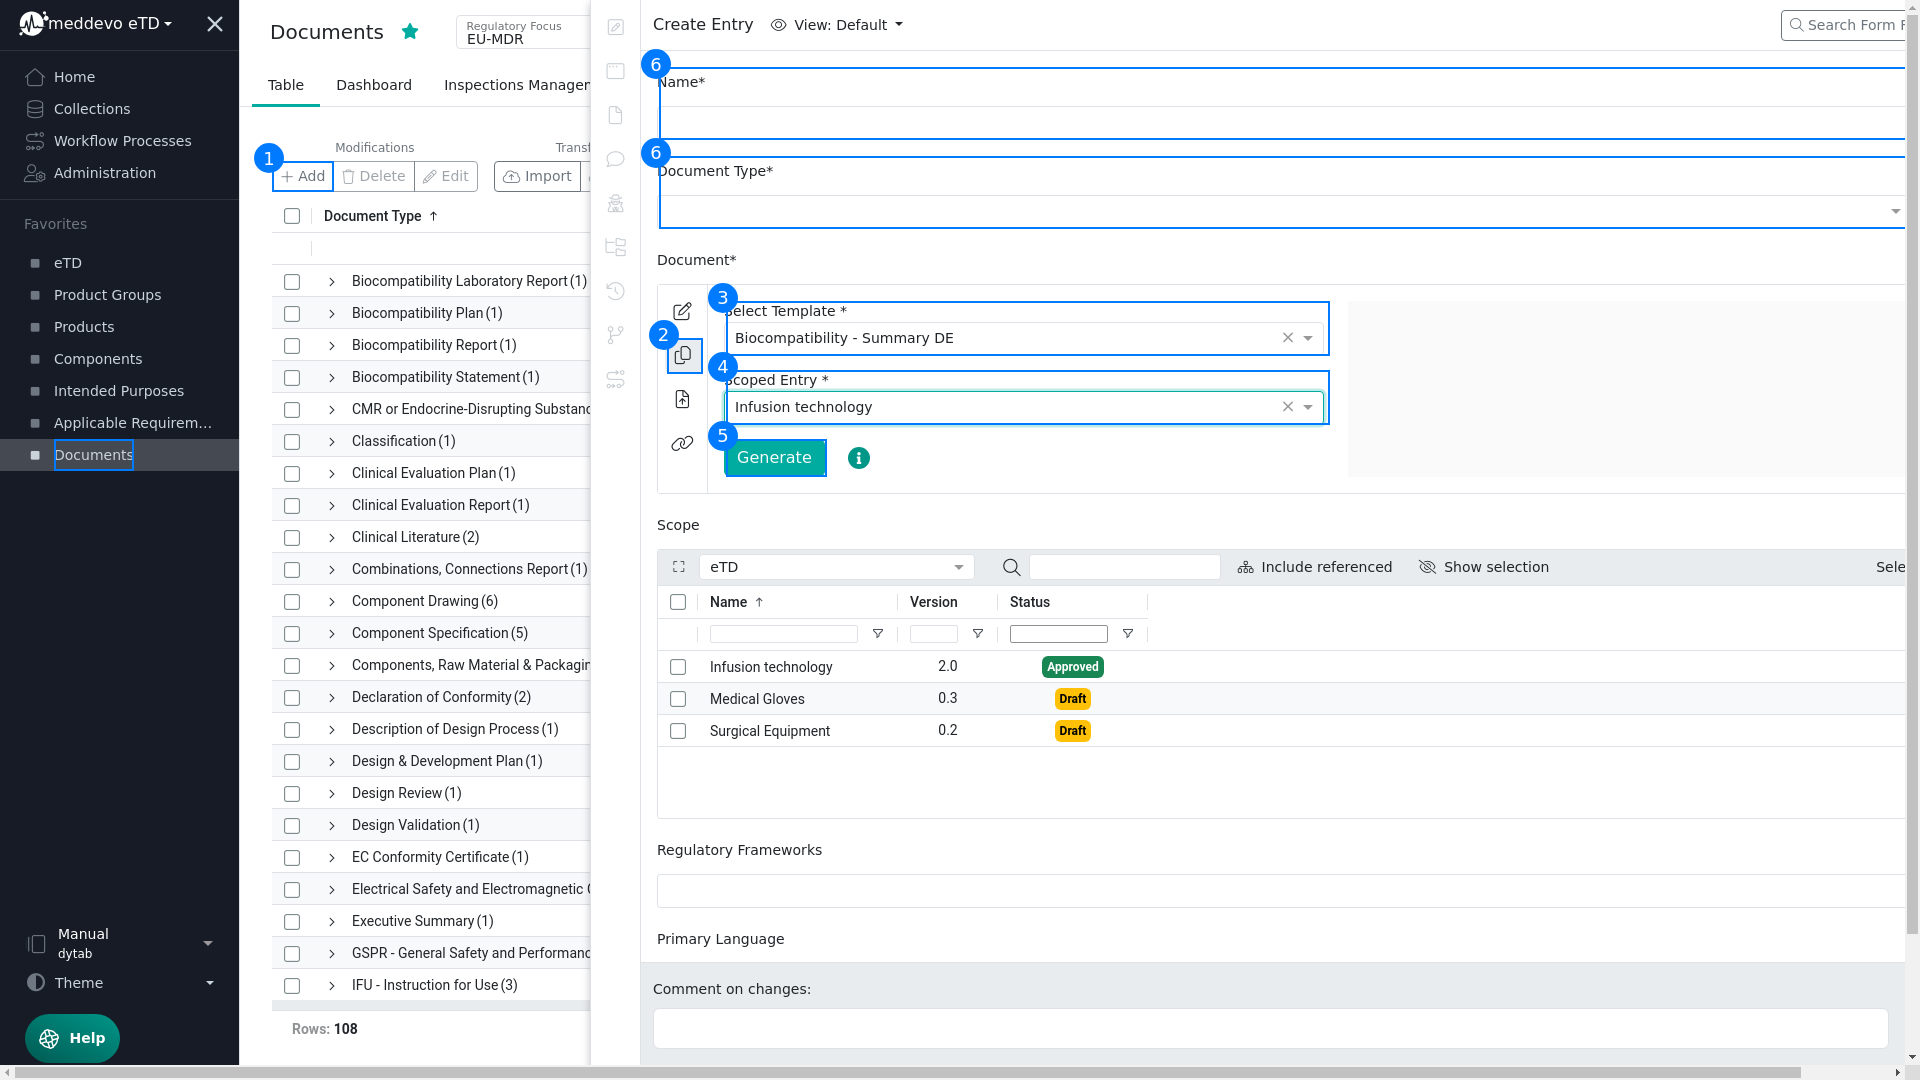 meddevo eTD
Home
Collections
Workflow Processes
Administration
Favorites
eTD
Product Groups
Products
Components
Intended Purposes
Applicable Requirem...
Documents
Manual
dytab
Theme
Help
Documents
Regulatory Focus
EU-MDR
Table
Dashboard
Inspections Manager
Modifications
Transf
1
Add
Delete
Edit
Import
Document Type ↑
Biocompatibility Laboratory Report (1)
Biocompatibility Plan (1)
Biocompatibility Report (1)
Biocompatibility Statement (1)
CMR or Endocrine-Disrupting Substanc
Classification (1)
Clinical Evaluation Plan (1)
Clinical Evaluation Report (1)
Clinical Literature (2)
Combinations, Connections Report (1)
Component Drawing (6)
Component Specification (5)
Components, Raw Material & Packagin
Declaration of Conformity (2)
Description of Design Process (1)
Design & Development Plan (1)
Design Review (1)
Design Validation (1)
EC Conformity Certificate (1)
Electrical Safety and Electromagnetic C
Executive Summary (1)
GSPR - General Safety and Performanc
IFU - Instruction for Use (3)
Rows: 108
Create Entry
View: Default
Search Form F
6
Name*
6
Document Type*
Document*
2
3
Select Template *
Biocompatibility - Summary DE
4
Scoped Entry *
Infusion technology
5
Generate
Scope
eTD
Include referenced
Show selection
Sele
Name ↑ Version Status
Infusion technology 2.0 Approved
Medical Gloves 0.3 Draft
Surgical Equipment 0.2 Draft
Regulatory Frameworks
Primary Language
Comment on changes: